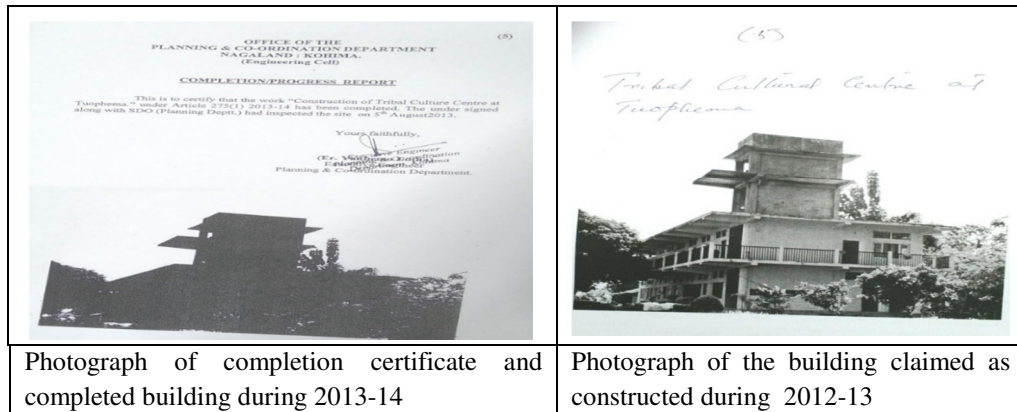 (5)
OFFICE OF THE
PLANNING & CO-ORDINATION DEPARTMENT
NAGALAND : KOHIMA.
(Engineering Cell)
COMPLETION/PROGRESS REPORT
This is to certify that the work "Construction of Tribal Culture Centre at
Tuophema." under Article 275(1) 2013-14 has been completed. The under signed
along with SDO (Planning Deptt.) had inspected the site on 5th August2013.
Yours faithfully,
Engineer
Planning & Co-ordination Department.
(5)
Tribal Cultural Centre at
Tuophema
Photograph of completion certificate and
completed building during 2013-14
Photograph of the building claimed as
constructed during 2012-13